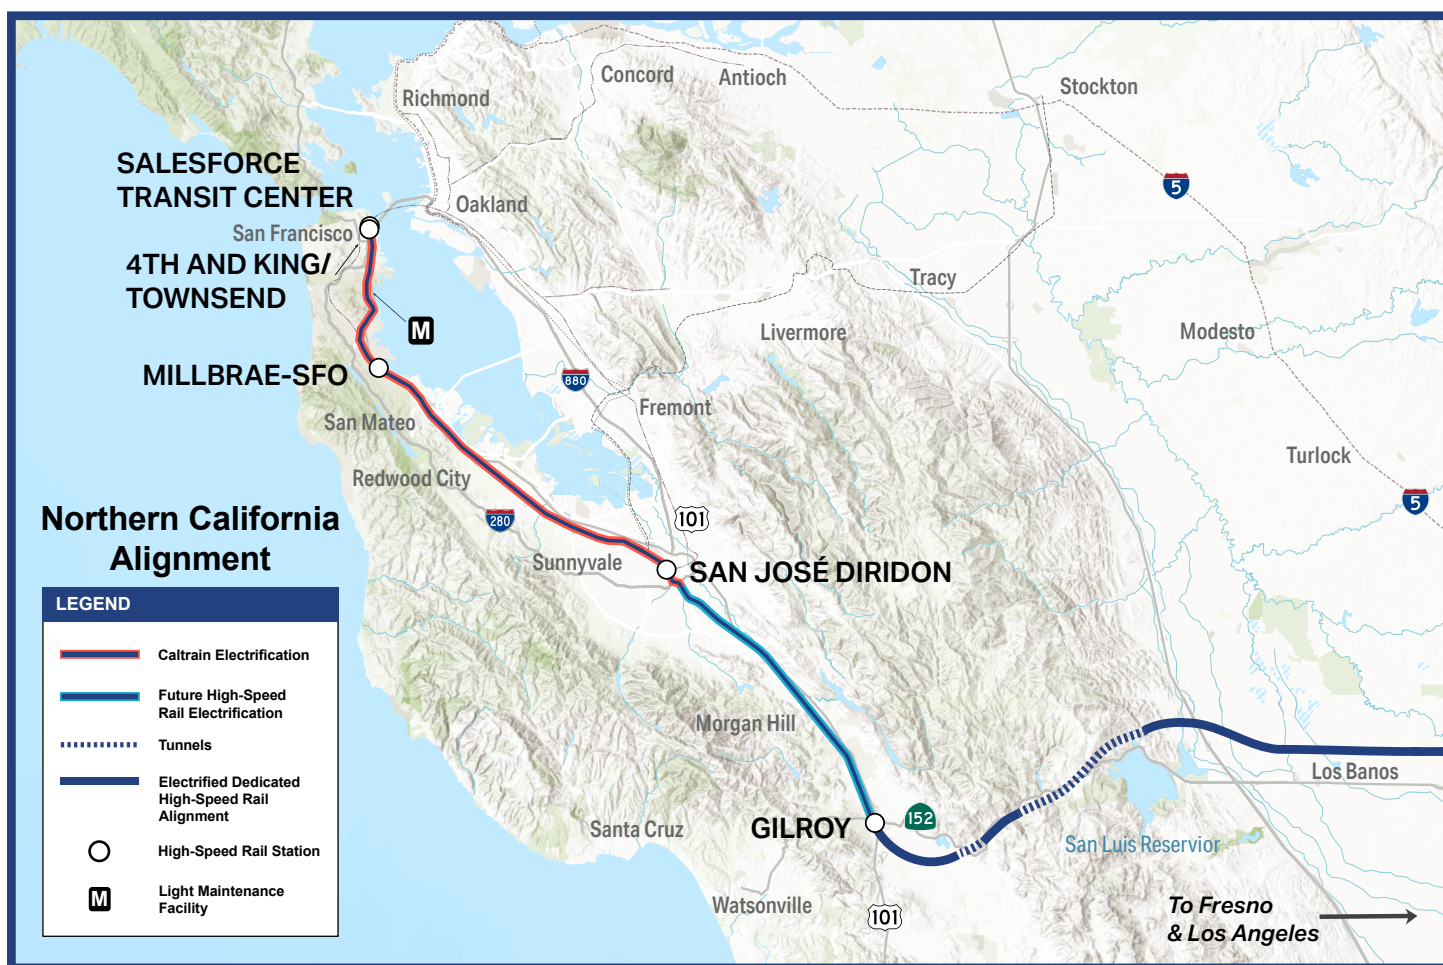 Richmond
Concord
Antioch
Stockton
SALESFORCE
TRANSIT CENTER
5
Oakland
San Francisco
4TH AND KING/
TOWNSEND
Tracy
M
Livermore
Modesto
MILLBRAE-SFO
880
Fremont
San Mateo
Turlock
Redwood City
5
Northern California
Alignment
280
101
Sunnyvale
SAN JOSÉ DIRIDON
LEGEND
Caltrain Electrification
Future High-Speed
Rail Electrification
Tunnels
Electrified Dedicated
High-Speed Rail
Alignment
High-Speed Rail Station
M
Light Maintenance
Facility
Morgan Hill
Los Banos
Santa Cruz
GILROY
152
San Luis Reservior
Watsonville
101
To Fresno
& Los Angeles